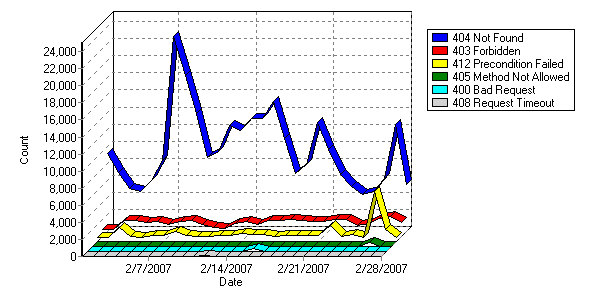 24,000
22,000
20,000
18,000
16,000
14,000
12,000
10,000
8,000
6,000
4,000
2,000
0
Count
2/7/2007 2/14/2007 2/21/2007 2/28/2007
Date
404 Not Found
403 Forbidden
412 Precondition Failed
405 Method Not Allowed
400 Bad Request
408 Request Timeout